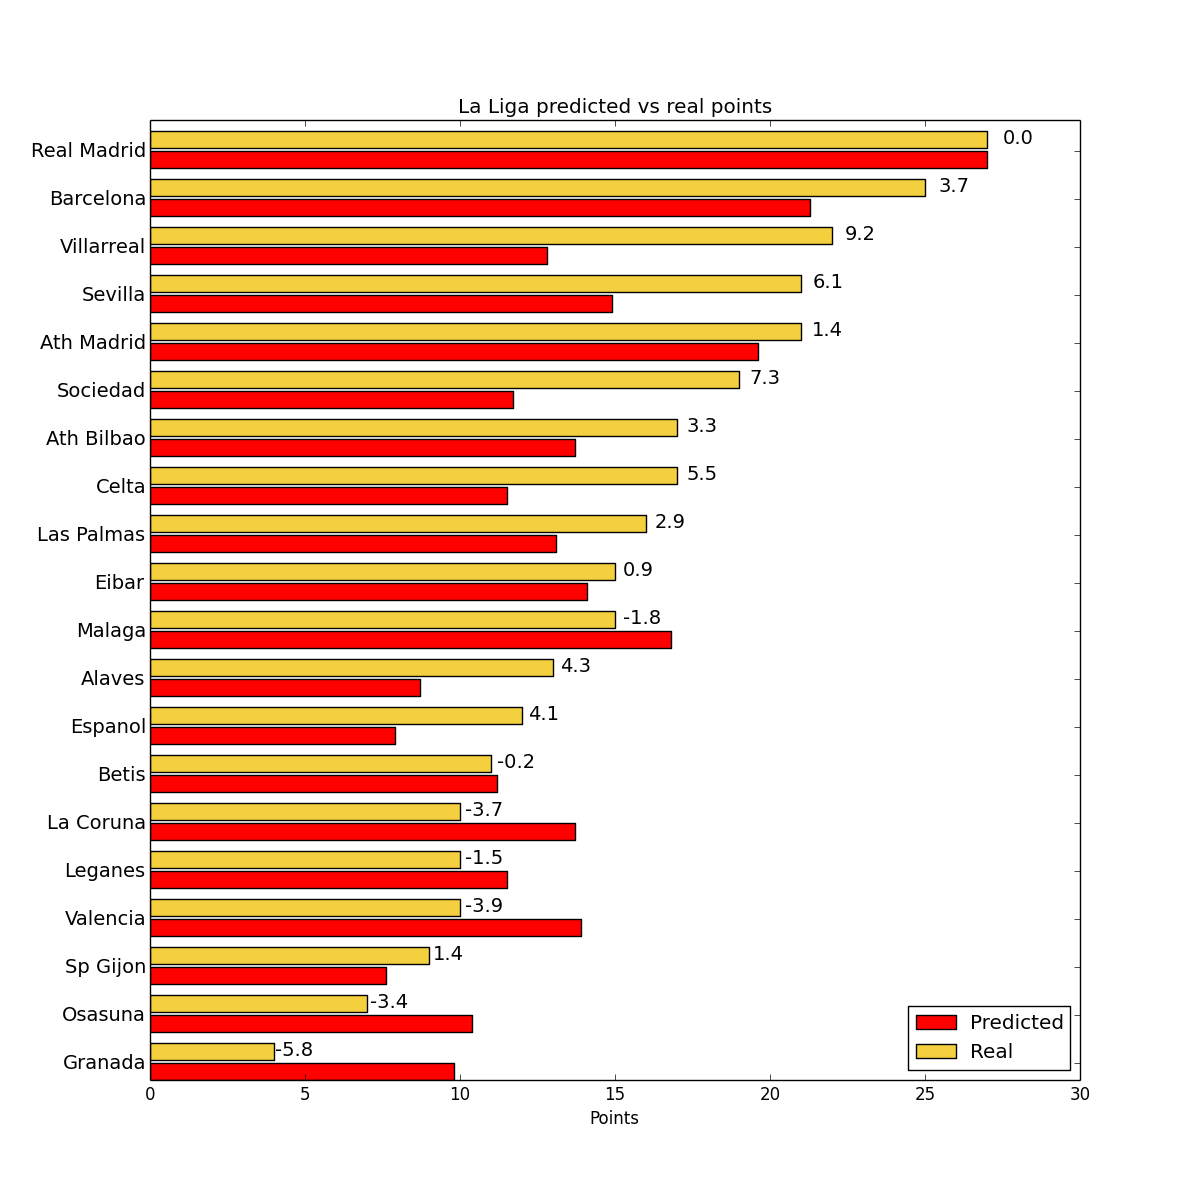 La Liga predicted vs real points
Real Madrid 0.0
Barcelona 3.7
Villarreal 9.2
Sevilla 6.1
Ath Madrid 1.4
Sociedad 7.3
Ath Bilbao 3.3
Celta 5.5
Las Palmas 2.9
Eibar 0.9
Malaga -1.8
Alaves 4.3
Espanol 4.1
Betis -0.2
La Coruna -3.7
Leganes -1.5
Valencia -3.9
Sp Gijon 1.4
Osasuna -3.4
Granada -5.8
Predicted
Real
0 5 10 15 20 25 30
Points